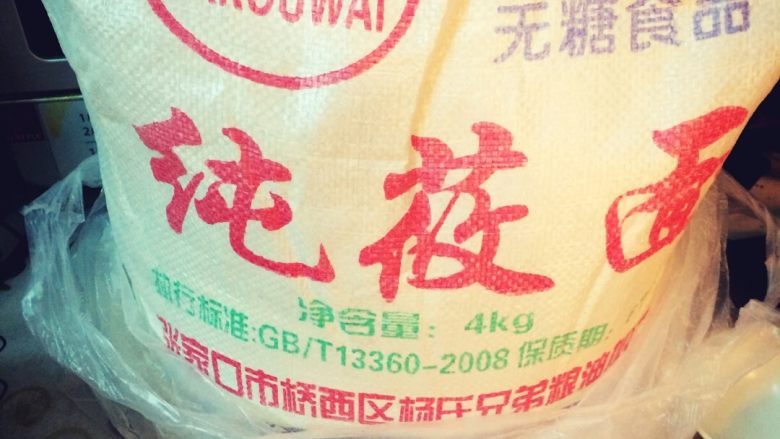 KOUWAI
无糖食品
纯莜面
净含量：4kg
执行标准:GB/T13360-2008 保质期:
张家口市桥西区杨氏兄弟粮油